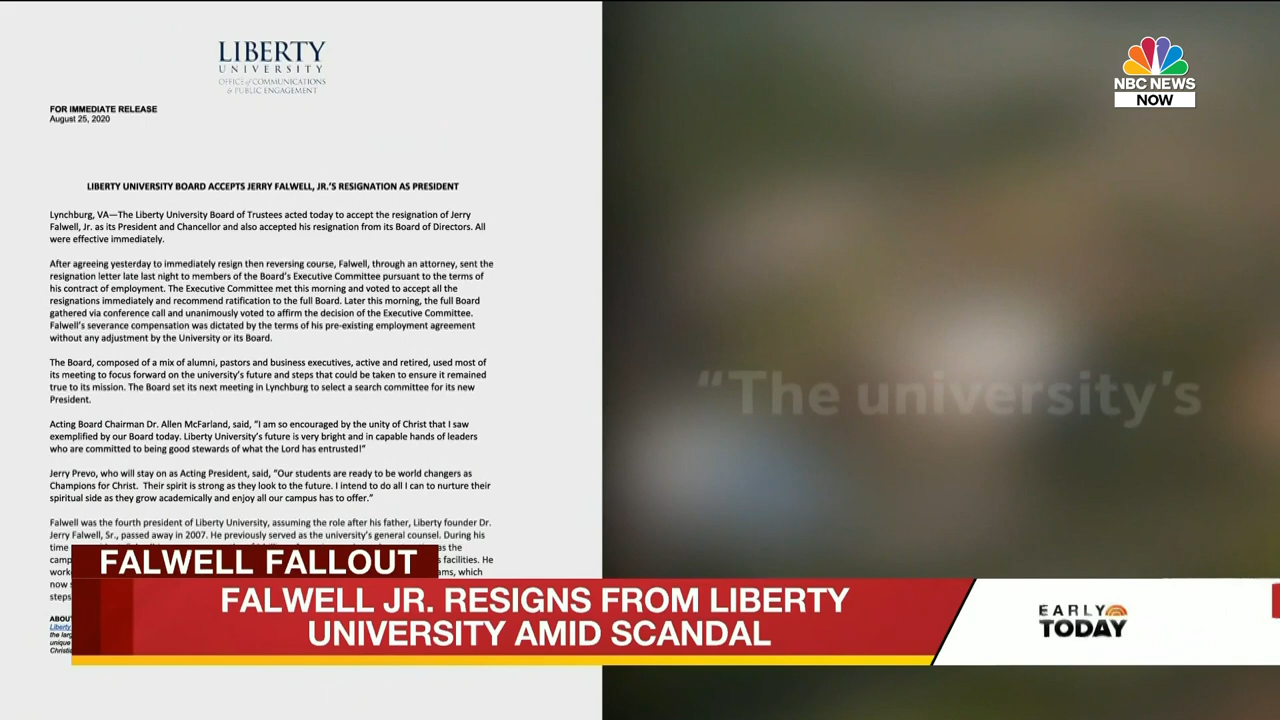 LIBERTY
UNIVERSITY
OFFICE of COMMUNICATIONS
& PUBLIC ENGAGEMENT
FOR IMMEDIATE RELEASE
August 25, 2020
LIBERTY UNIVERSITY BOARD ACCEPTS JERRY FALWELL, JR.'S RESIGNATION AS PRESIDENT
Lynchburg, VA—The Liberty University Board of Trustees acted today to accept the resignation of Jerry
Falwell, Jr. as its President and Chancellor and also accepted his resignation from its Board of Directors. All
were effective immediately.
After agreeing yesterday to immediately resign then reversing course, Falwell, through an attorney, sent the
resignation letter late last night to members of the Board's Executive Committee pursuant to the terms of
his contract of employment. The Executive Committee met this morning and voted to accept all the
resignations immediately and recommend ratification to the full Board. Later this morning, the full Board
gathered via conference call and unanimously voted to affirm the decision of the Executive Committee.
Falwell's severance compensation was dictated by the terms of his pre-existing employment agreement
without any adjustment by the University or its Board.
The Board, composed of a mix of alumni, pastors and business executives, active and retired, used most of
its meeting to focus forward on the university's future and steps that could be taken to ensure it remained
true to its mission. The Board set its next meeting in Lynchburg to select a search committee for its new
President.
Acting Board Chairman Dr. Allen McFarland, said, "I am so encouraged by the unity of Christ that I saw
exemplified by our Board today. Liberty University's future is very bright and in capable hands of leaders
who are committed to being good stewards of what the Lord has entrusted!"
Jerry Prevo, who will stay on as Acting President, said, "Our students are ready to be world changers as
Champions for Christ. Their spirit is strong as they look to the future. I intend to do all I can to nurture their
spiritual side as they grow academically and enjoy all our campus has to offer."
Falwell was the fourth president of Liberty University, assuming the role after his father, Liberty founder Dr.
Jerry Falwell, Sr., passed away in 2007. He previously served as the university's general counsel. During his
time
as the
facilities. He
which
now
steps
Liberty
unique
"The university's
NBC NEWS
NOW
FALWELL FALLOUT
FALWELL JR. RESIGNS FROM LIBERTY
UNIVERSITY AMID SCANDAL
EARLY
TODAY